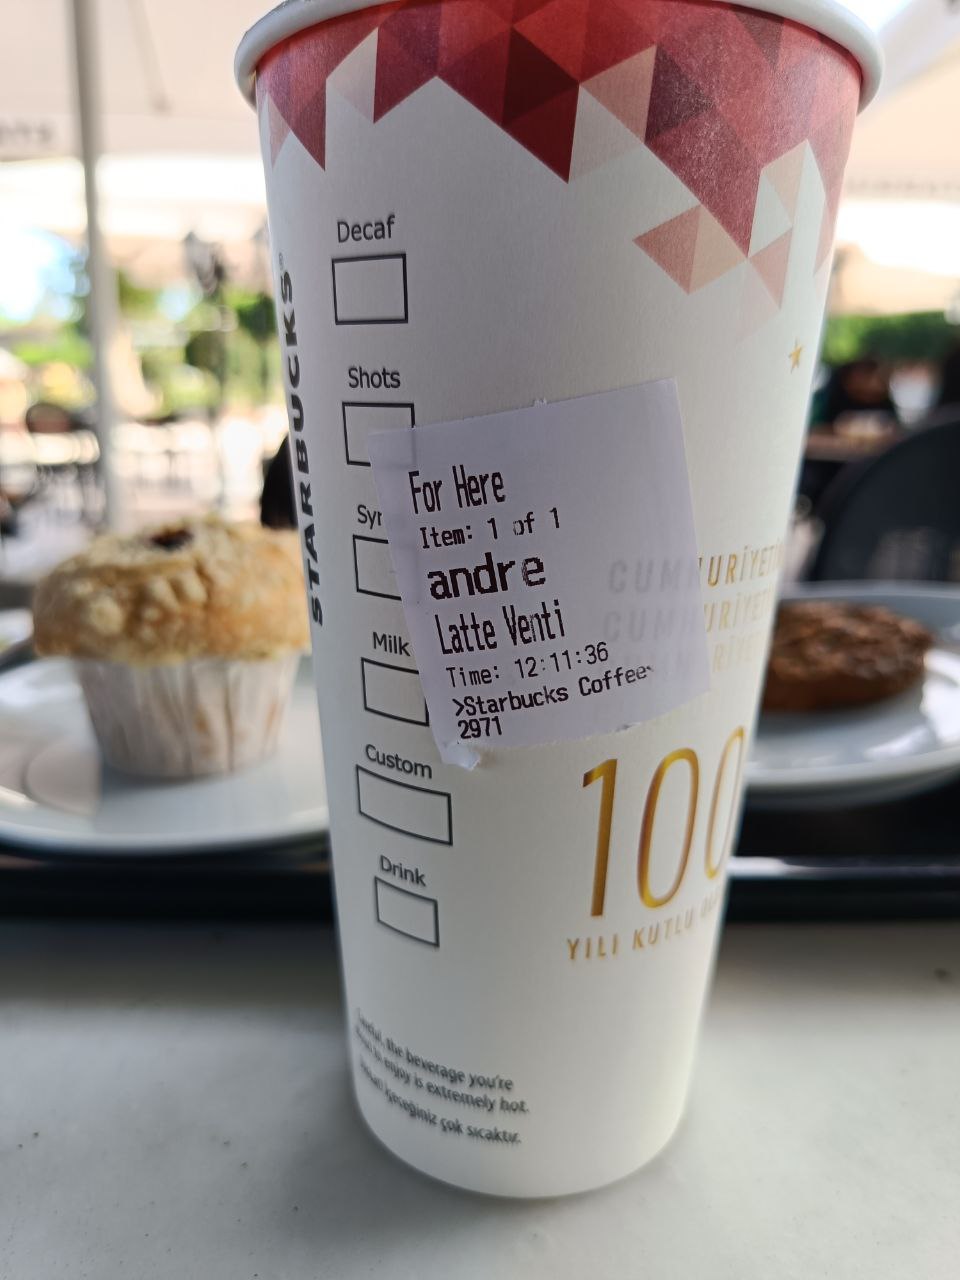 STARBUCKS®
Decaf
Shots
Milk
Custom
Drink
For Here
Item: 1 of 1
andre
Latte Venti
Time: 12:11:36
>Starbucks Coffee
2971
100
YILI KUTLU
the beverage you're
enjoy is extremely hot.
içeceğiniz çok sıcaktır.